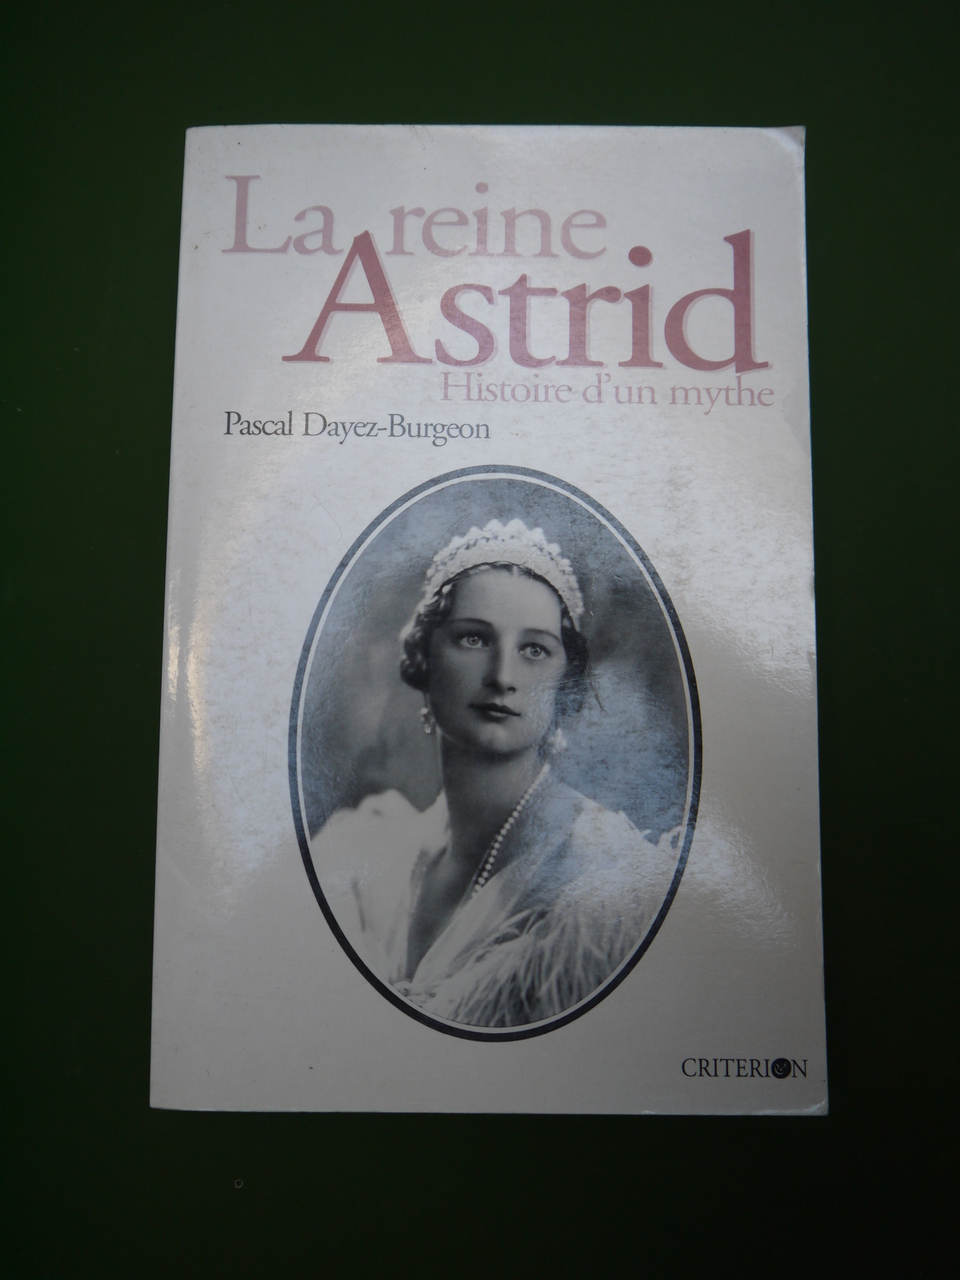 La reine
Astrid
Histoire d'un mythe
Pascal Dayez-Burgeon
CRITERION